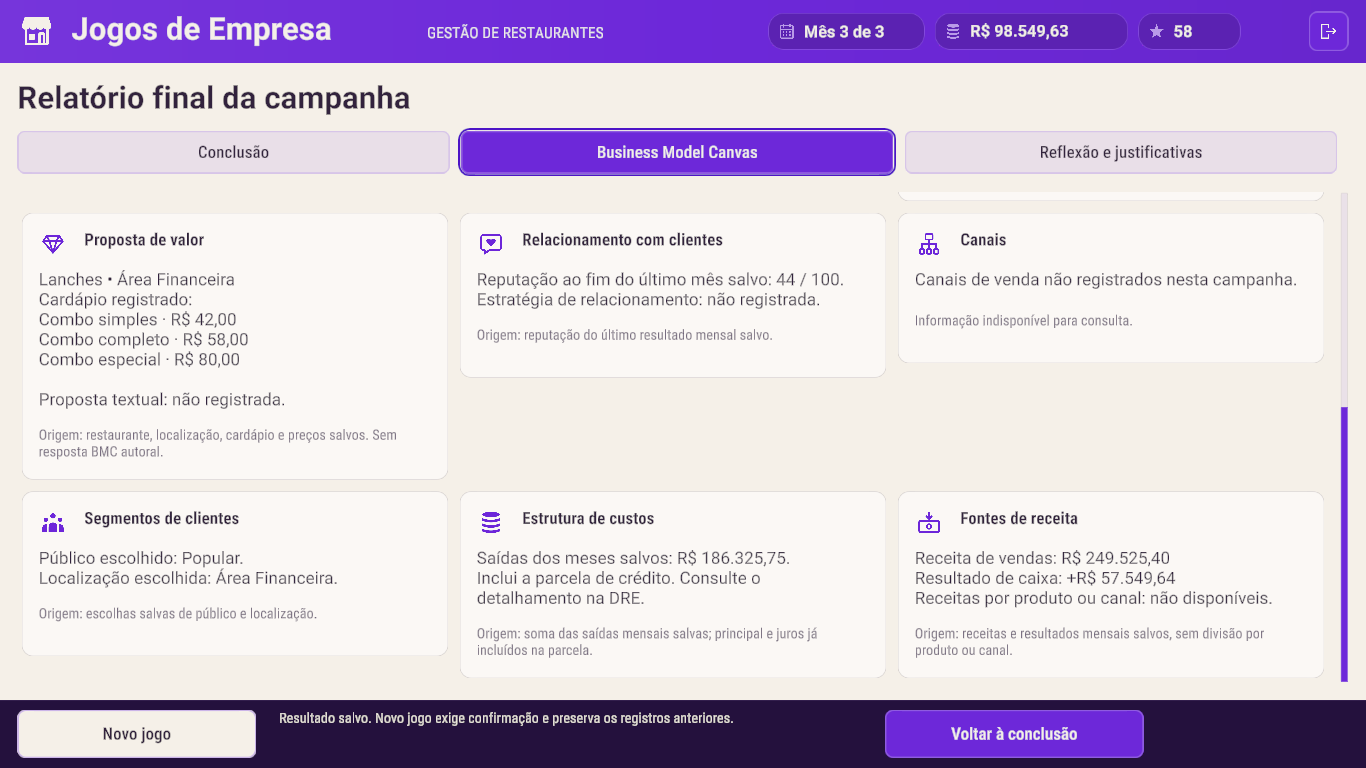 Jogos de Empresa
GESTÃO DE RESTAURANTES
Mês 3 de 3
R$ 98.549,63
58
Relatório final da campanha
Conclusão
Business Model Canvas
Reflexão e justificativas
Proposta de valor
Lanches • Área Financeira
Cardápio registrado:
Combo simples · R$ 42,00
Combo completo · R$ 58,00
Combo especial · R$ 80,00
Proposta textual: não registrada.
Origem: restaurante, localização, cardápio e preços salvos. Sem
resposta BMC autoral.
Relacionamento com clientes
Reputação ao fim do último mês salvo: 44 / 100.
Estratégia de relacionamento: não registrada.
Origem: reputação do último resultado mensal salvo.
Canais
Canais de venda não registrados nesta campanha.
Informação indisponível para consulta.
Segmentos de clientes
Público escolhido: Popular.
Localização escolhida: Área Financeira.
Origem: escolhas salvas de público e localização.
Estrutura de custos
Saídas dos meses salvos: R$ 186.325,75.
Inclui a parcela de crédito. Consulte o
detalhamento na DRE.
Origem: soma das saídas mensais salvas; principal e juros já
incluídos na parcela.
Fontes de receita
Receita de vendas: R$ 249.525,40
Resultado de caixa: +R$ 57.549,64
Receitas por produto ou canal: não disponíveis.
Origem: receitas e resultados mensais salvos, sem divisão por
produto ou canal.
Novo jogo
Resultado salvo. Novo jogo exige confirmação e preserva os registros anteriores.
Voltar à conclusão